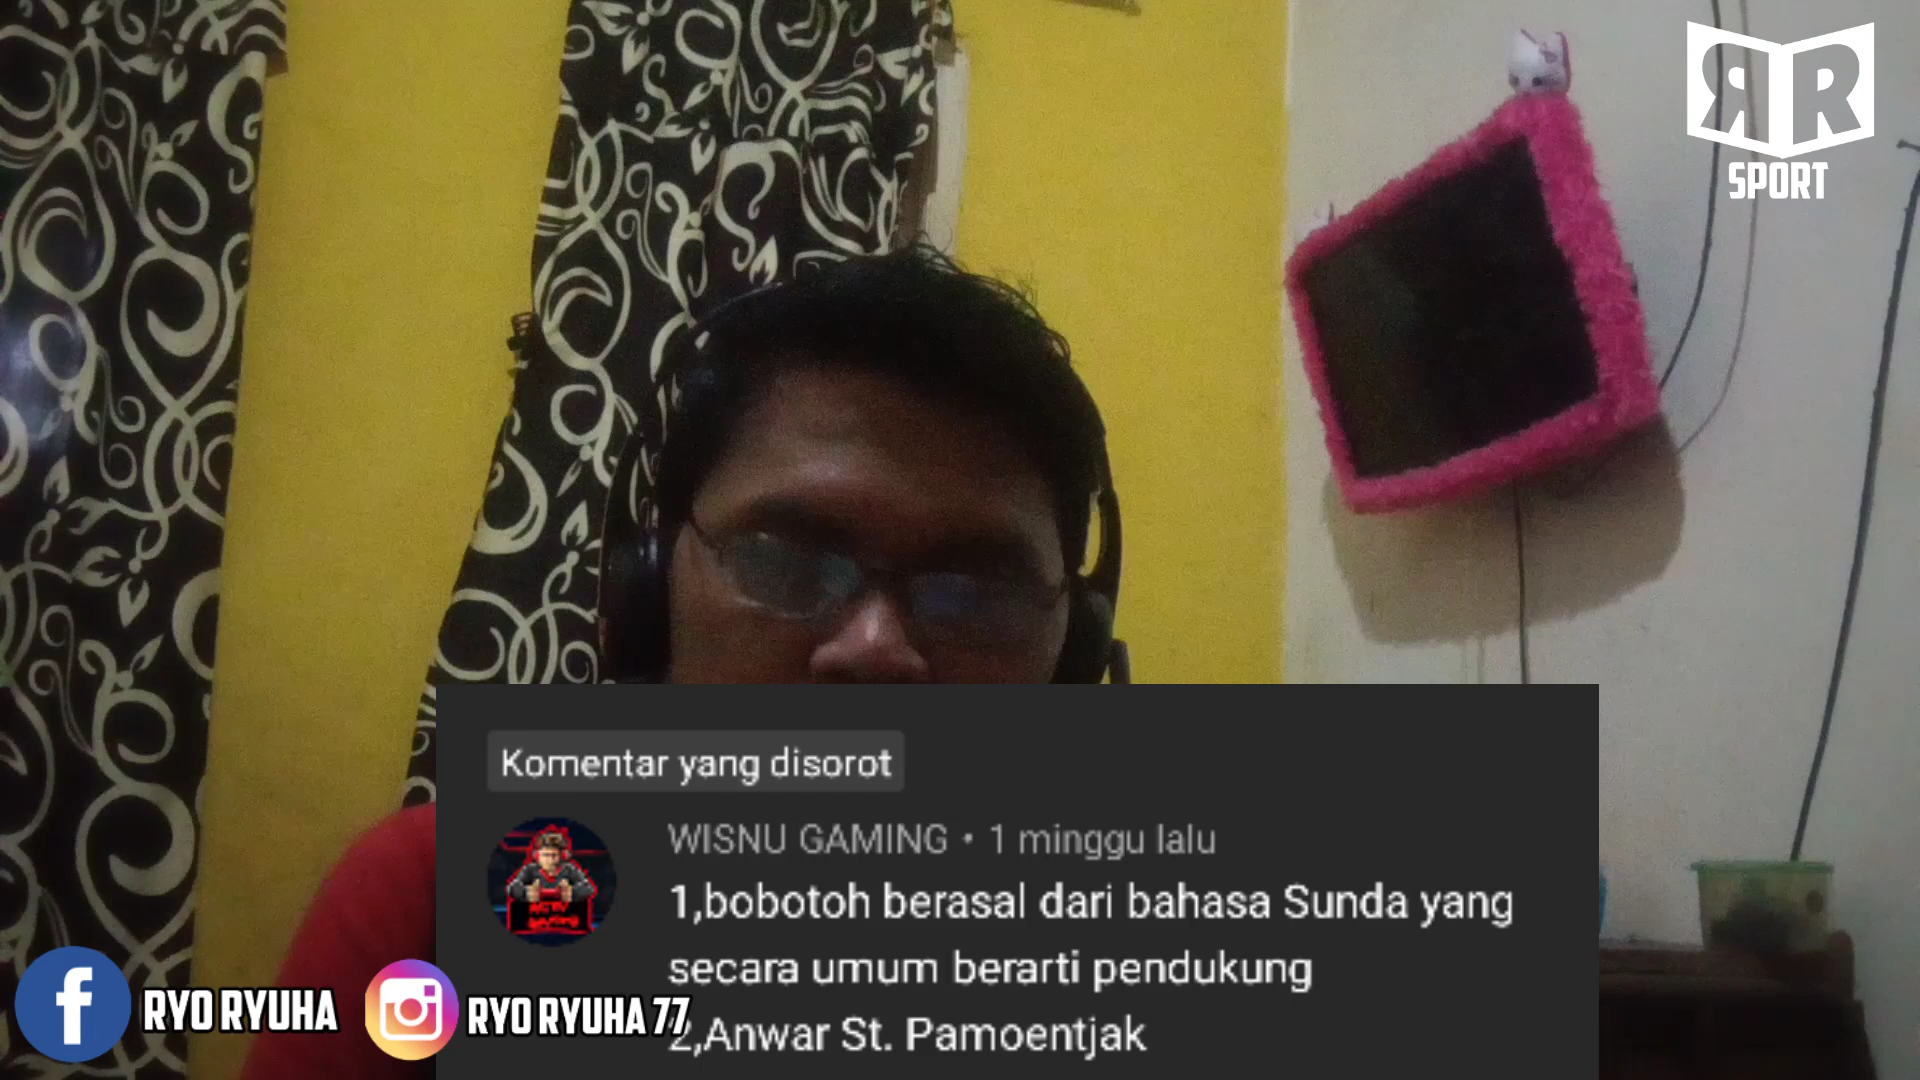 RR
SPORT
Komentar yang disorot
WISNU GAMING • 1 minggu lalu
1,bobotoh berasal dari bahasa Sunda yang
secara umum berarti pendukung
2,Anwar St. Pamoentjak
RYO RYUHA
RYO RYUHA 77